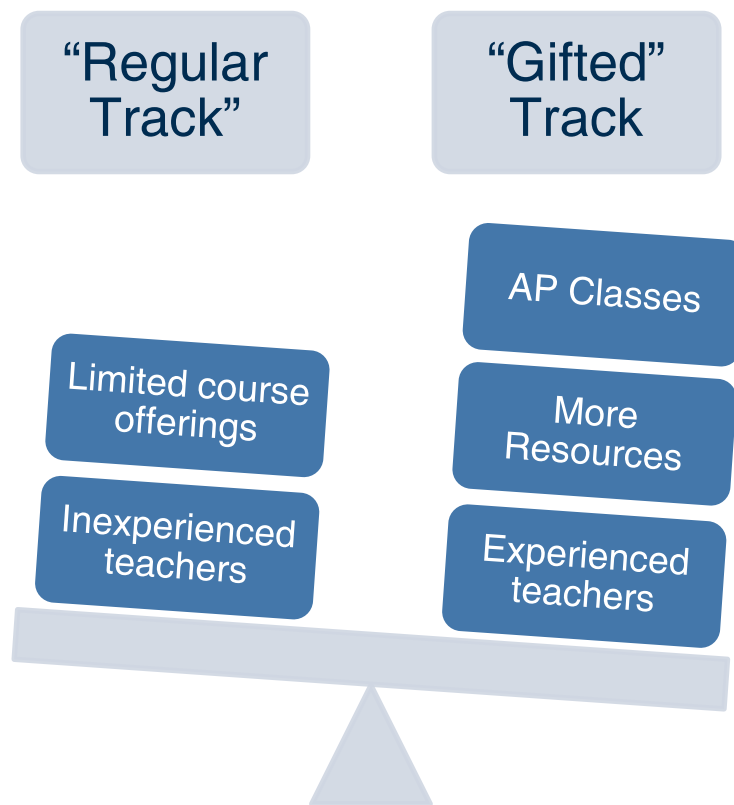 “Regular
Track”
“Gifted”
Track
Limited course
offerings
Inexperienced
teachers
AP Classes
More
Resources
Experienced
teachers